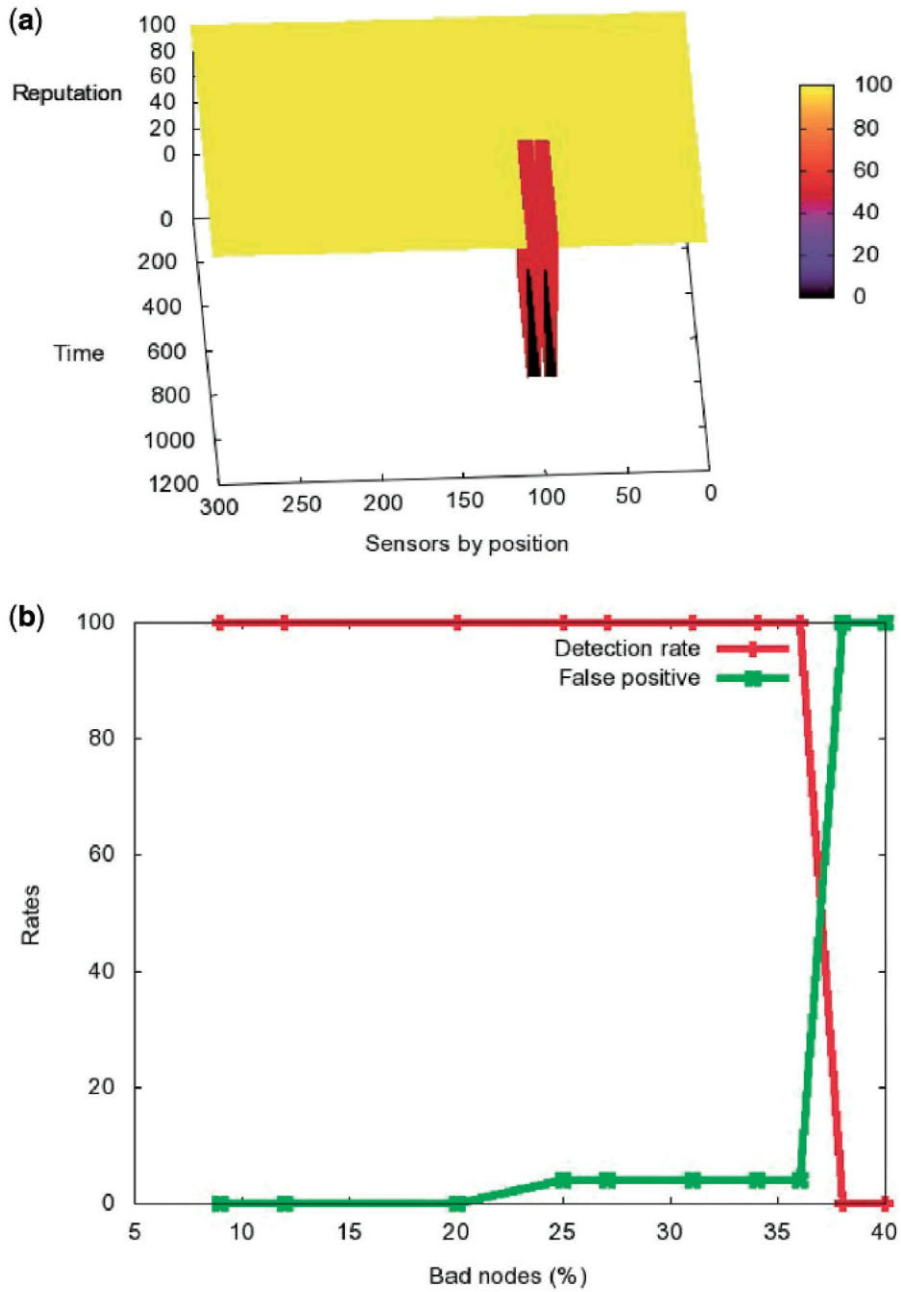 (a)
100
80
60
40
20
0
Reputation
0
200
400
600
800
1000
1200
Time
300 250 200 150 100 50 0
Sensors by position
100
80
60
40
20
0
(b)
100
80
60
40
20
0
Rates
Detection rate
False positive
5 10 15 20 25 30 35 40
Bad nodes (%)